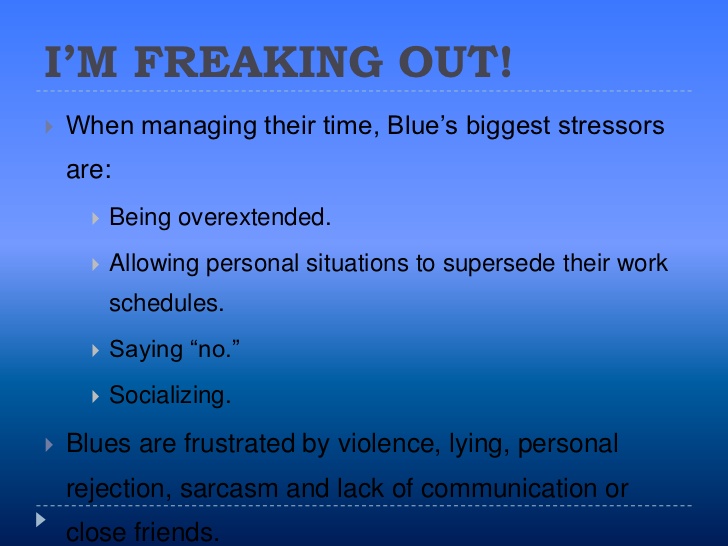 I’M FREAKING OUT!
When managing their time, Blue’s biggest stressors
are:
Being overextended.
Allowing personal situations to supersede their work
schedules.
Saying “no.”
Socializing.
Blues are frustrated by violence, lying, personal
rejection, sarcasm and lack of communication or
close friends.